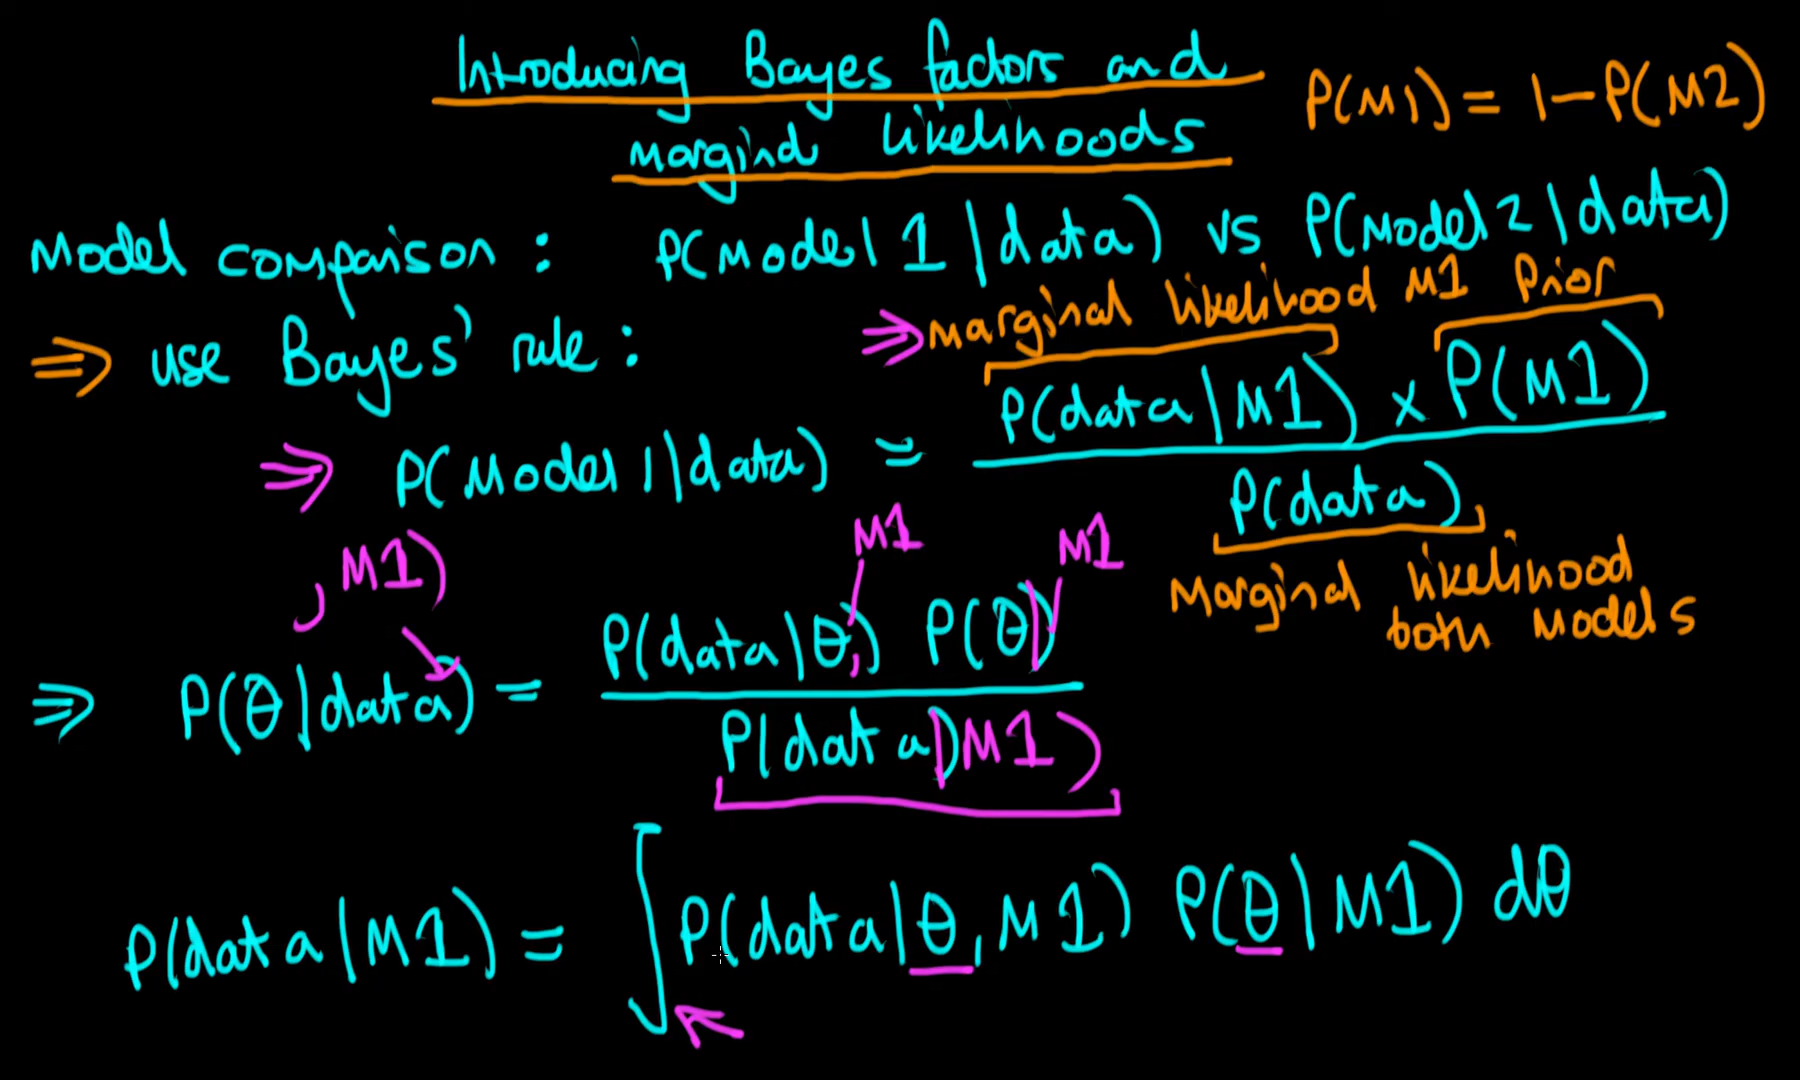 Introducing Bayes factors and
marginal likelihoods
P(M1) = 1 - P(M2)
Model comparison : P(Model 1 | data) vs P(Model 2 | data)
⇒ use Bayes' rule :
⇒ marginal likelihood M1 Prior
⇒ P(Model 1 | data) = P(data | M1) × P(M1)
P(data)
Marginal likelihood
both Models
, M1)
M1 M1
⇒ P(θ | data) = P(data | θ, ) P(θ|)
P(data | M1)
P(data | M1) = ∫ P(data | θ, M1) P(θ | M1) dθ